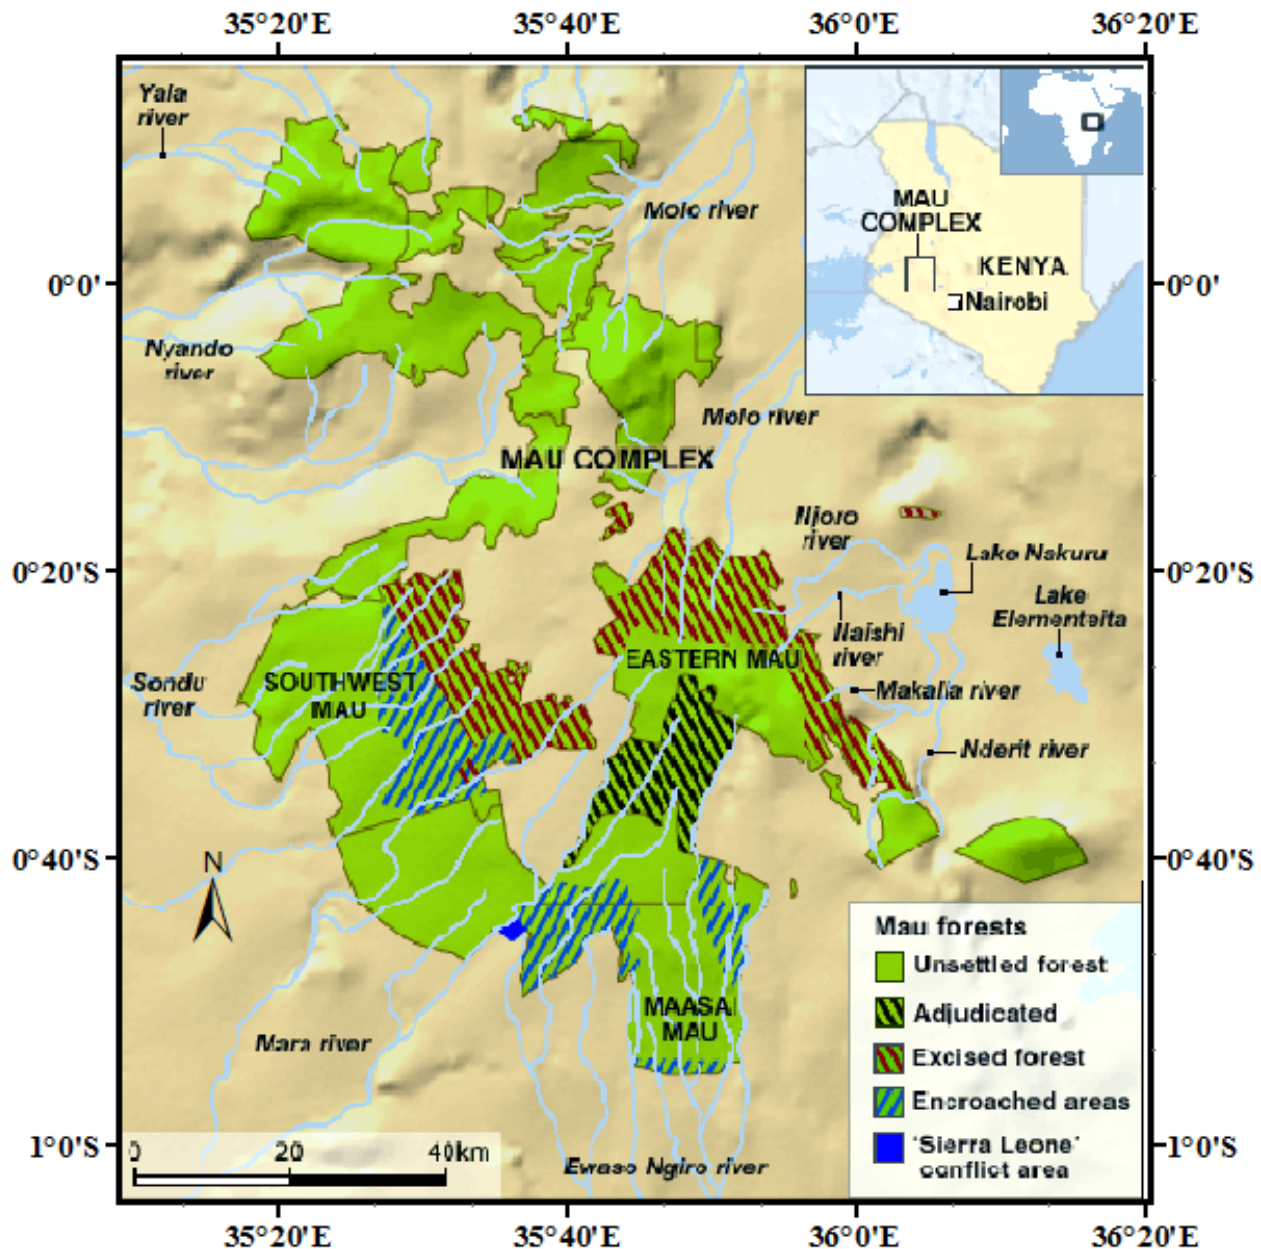 35°20'E
35°40'E
36°0'E
36°20'E
Yala
river
Molo river
MAU
COMPLEX
KENYA
Nairobi
0°0'
0°0'
Nyando
river
Molo river
MAU COMPLEX
Njoro
river
Lake Nakuru
0°20'S
0°20'S
Lake
Elementeita
Naishi
river
EASTERN MAU
Sondu
river
SOUTHWEST
MAU
Makalia river
Nderit river
0°40'S
0°40'S
N
Mau forests
Unsettled forest
Adjudicated
Excised forest
Encroached areas
'Sierra Leone'
conflict area
MAASAI
MAU
Mara river
1°0'S
1°0'S
0 20 40km
Ewaso Ngiro river
35°20'E
35°40'E
36°0'E
36°20'E